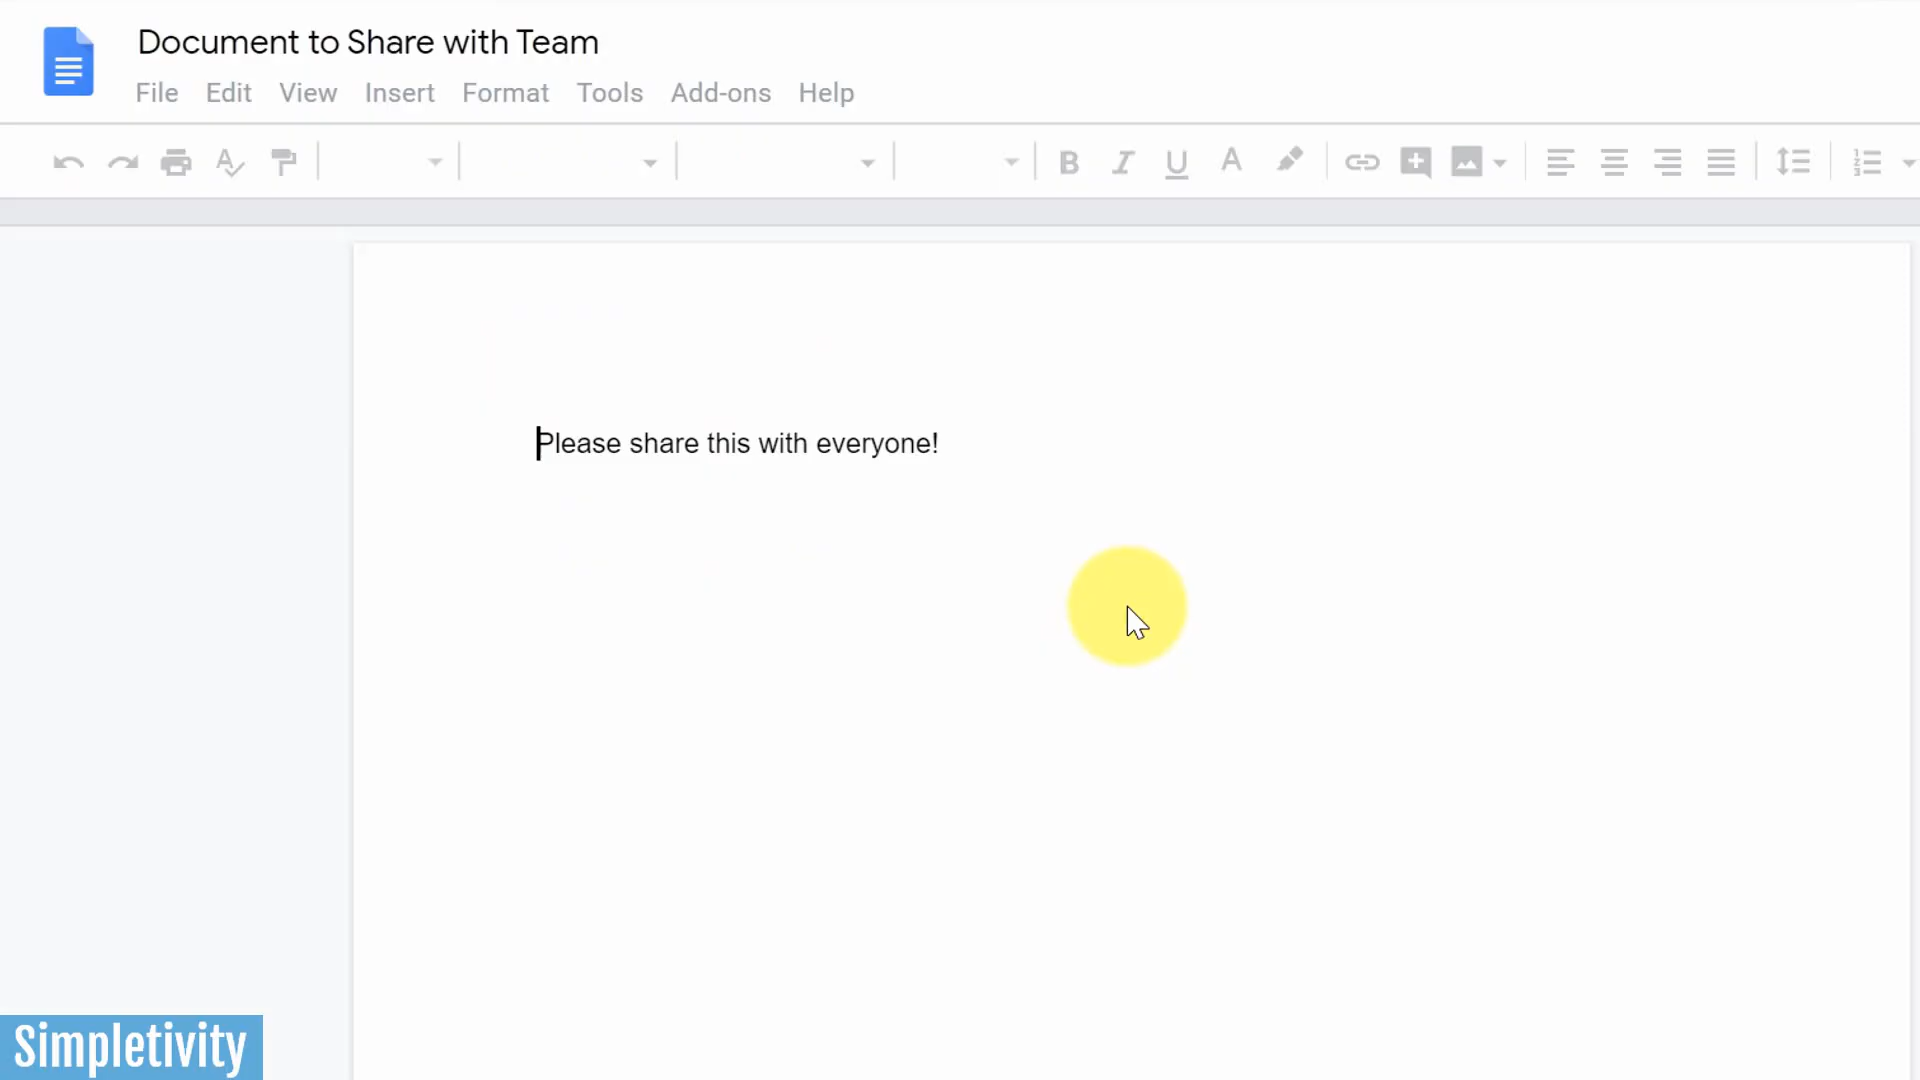 Document to Share with Team
File Edit View Insert Format Tools Add-ons Help
Please share this with everyone!
Simpletivity